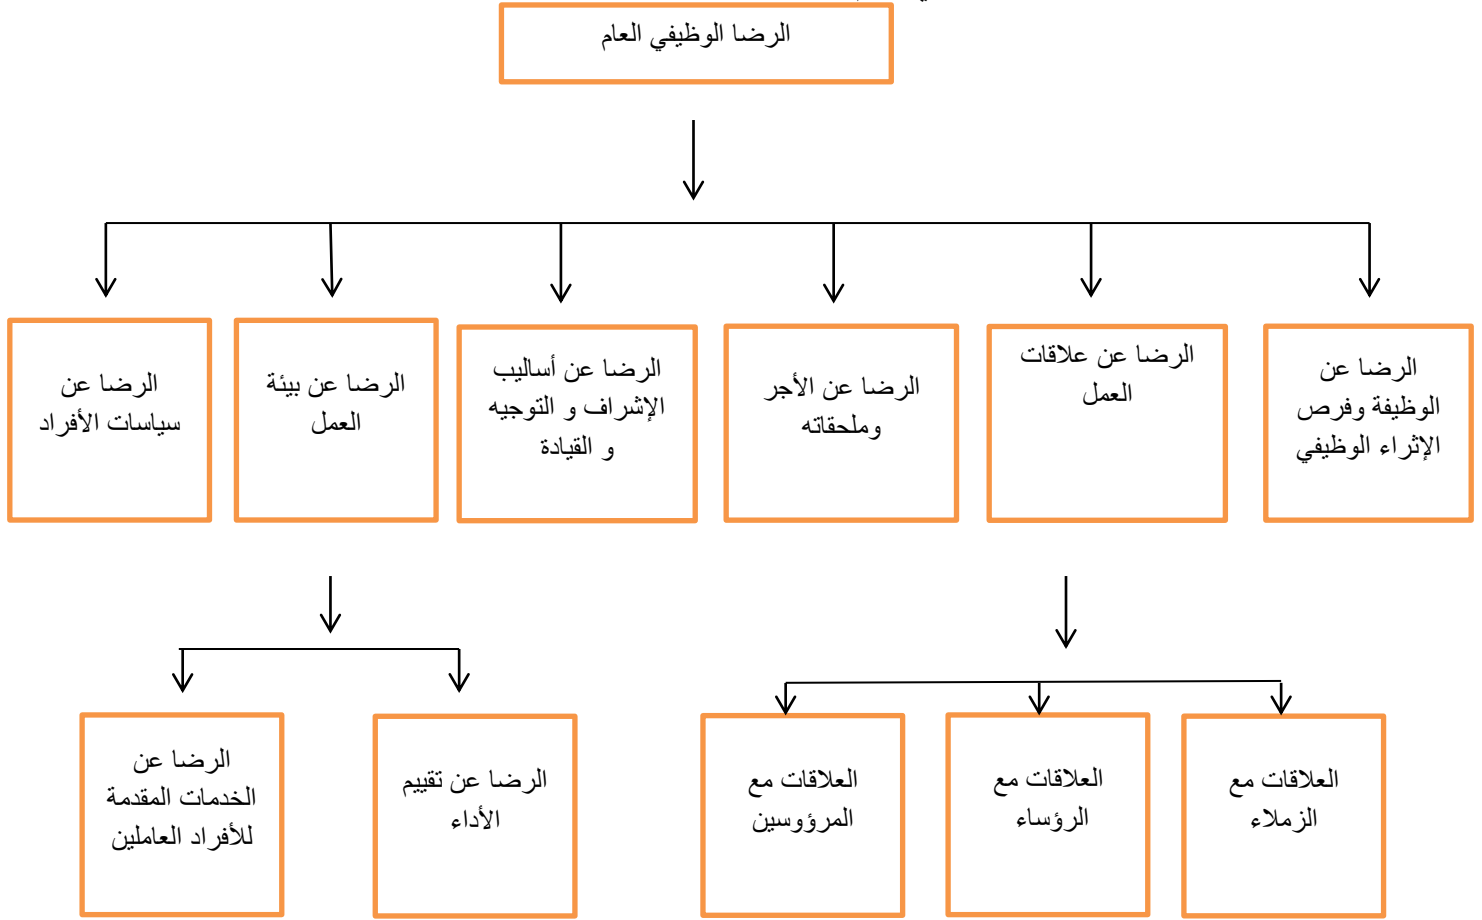 الرضا الوظيفي العام
الرضا عن
الوظيفة وفرص
الإثراء الوظيفي
الرضا عن علاقات
العمل
الرضا عن الأجر
وملحقاته
الرضا عن أساليب
الإشراف و التوجيه
و القيادة
الرضا عن بيئة
العمل
الرضا عن
سياسات الأفراد
العلاقات مع
الزملاء
العلاقات مع
الرؤساء
العلاقات مع
المرؤوسين
الرضا عن تقييم
الأداء
الرضا عن
الخدمات المقدمة
للأفراد العاملين